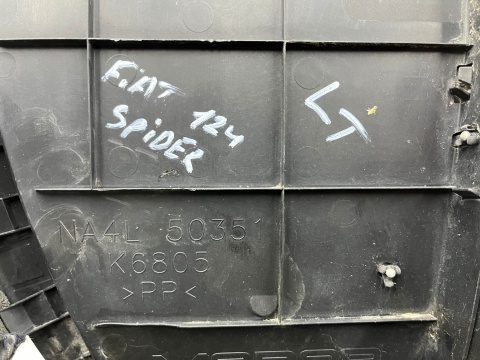 FiAT 124
SPiDER
LT
NA4L 50351
K6805
>PP<